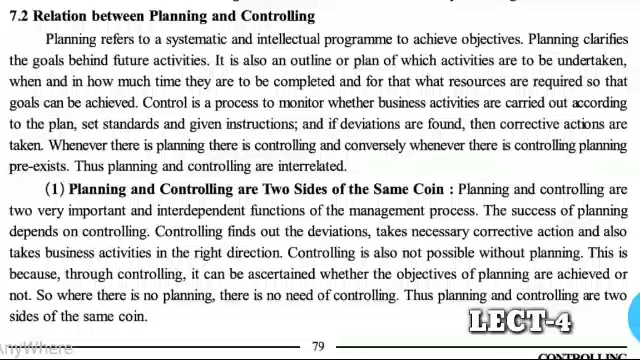 7.2 Relation between Planning and Controlling
Planning refers to a systematic and intellectual programme to achieve objectives. Planning clarifies
the goals behind future activities. It is also an outline or plan of which activities are to be undertaken,
when and in how much time they are to be completed and for that what resources are required so that
goals can be achieved. Control is a process to monitor whether business activities are carried out according
to the plan, set standards and given instructions; and if deviations are found, then corrective actions are
taken. Whenever there is planning there is controlling and conversely whenever there is controlling planning
pre-exists. Thus planning and controlling are interrelated.
(1) Planning and Controlling are Two Sides of the Same Coin : Planning and controlling are
two very important and interdependent functions of the management process. The success of planning
depends on controlling. Controlling finds out the deviations, takes necessary corrective action and also
takes business activities in the right direction. Controlling is also not possible without planning. This is
because, through controlling, it can be ascertained whether the objectives of planning are achieved or
not. So where there is no planning, there is no need of controlling. Thus planning and controlling are two
sides of the same coin.
LECT-4
AnyWhere
79
CONTROLLING